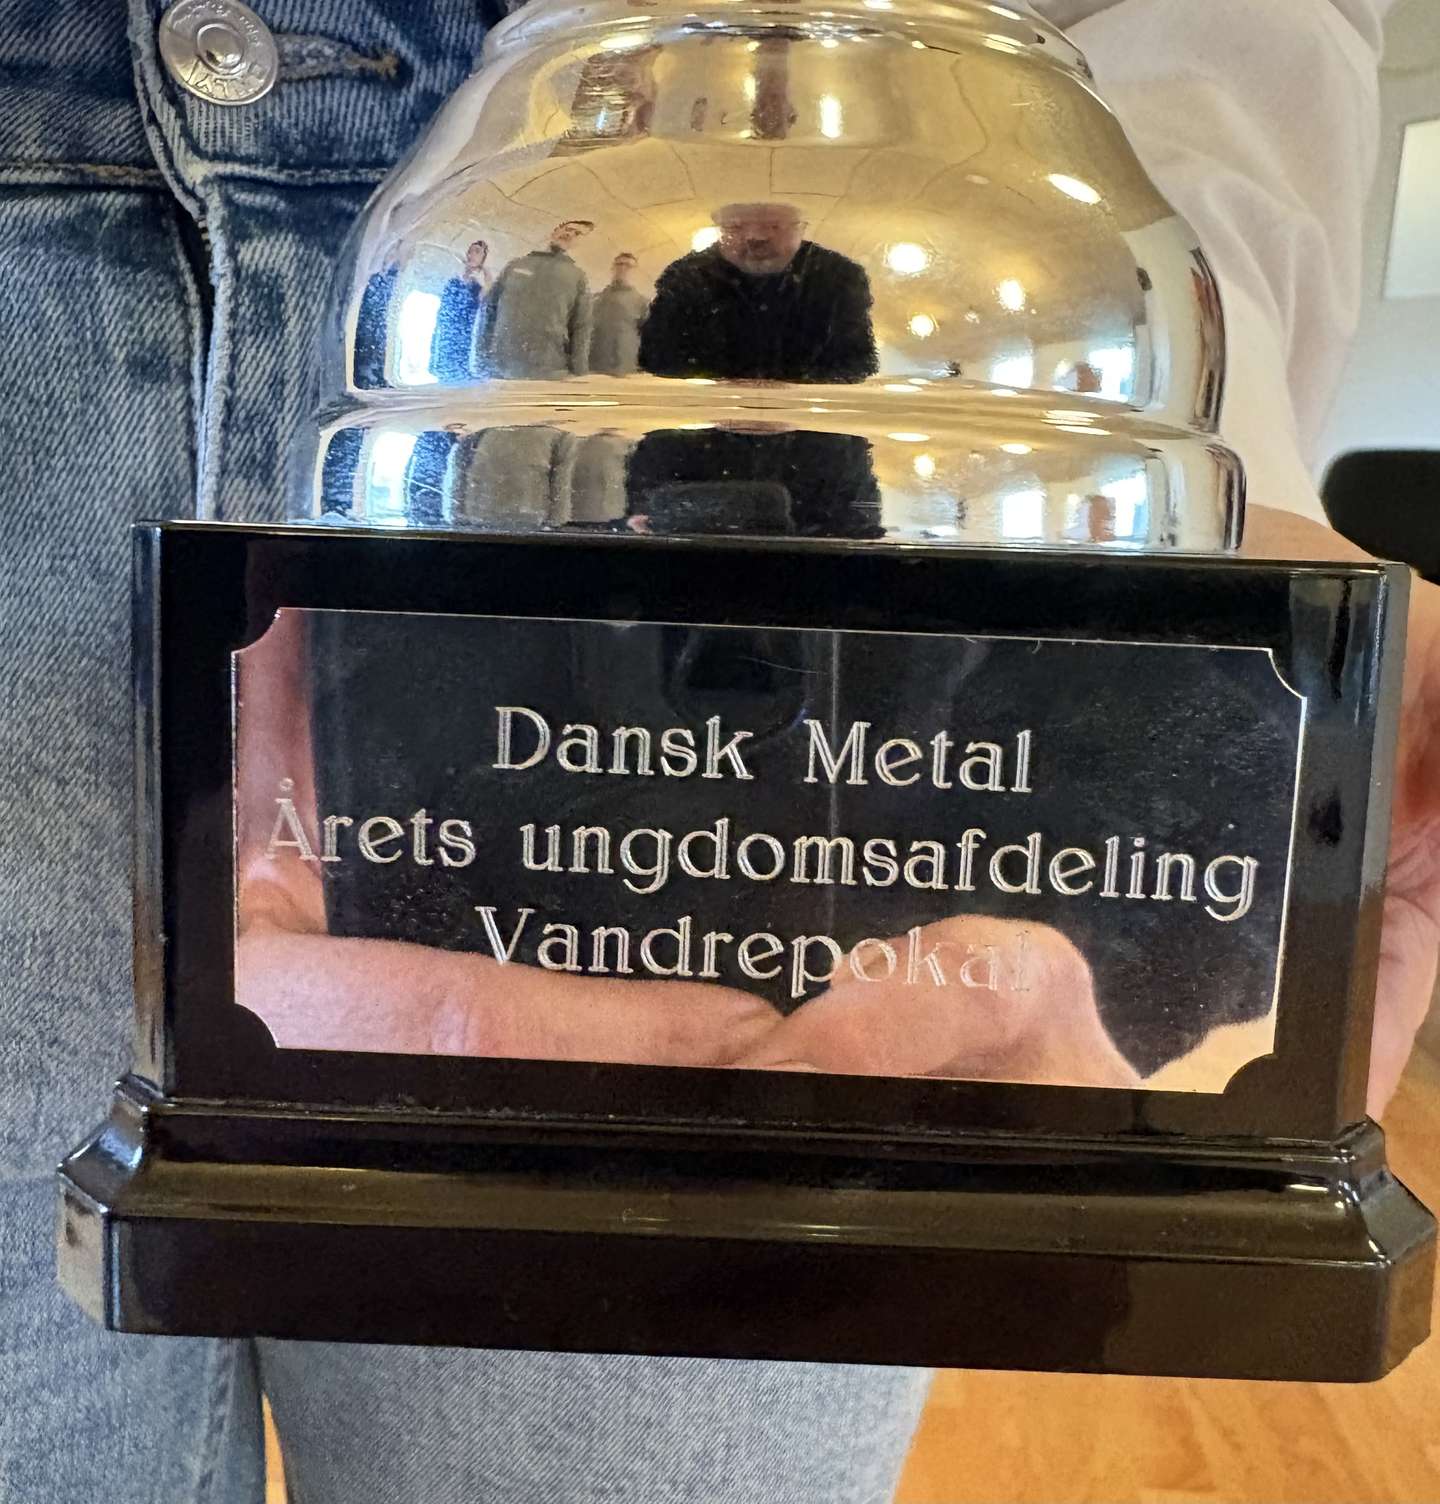 Dansk Metal
Årets ungdomsafdeling
Vandrepokal